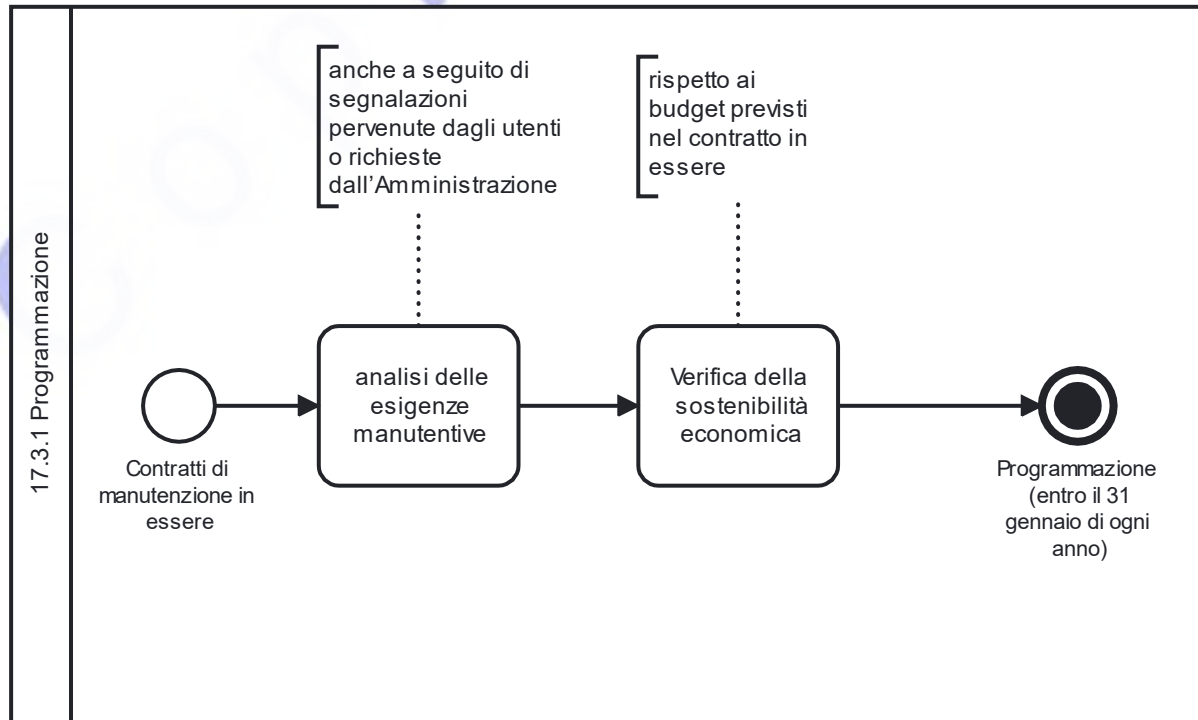 17.3.1 Programmazione
anche a seguito di
segnalazioni
pervenute dagli utenti
o richieste
dall'Amministrazione
rispetto ai
budget previsti
nel contratto in
essere
Contratti di
manutenzione in
essere
analisi delle
esigenze
manutentive
Verifica della
sostenibilità
economica
Programmazione
(entro il 31
gennaio di ogni
anno)